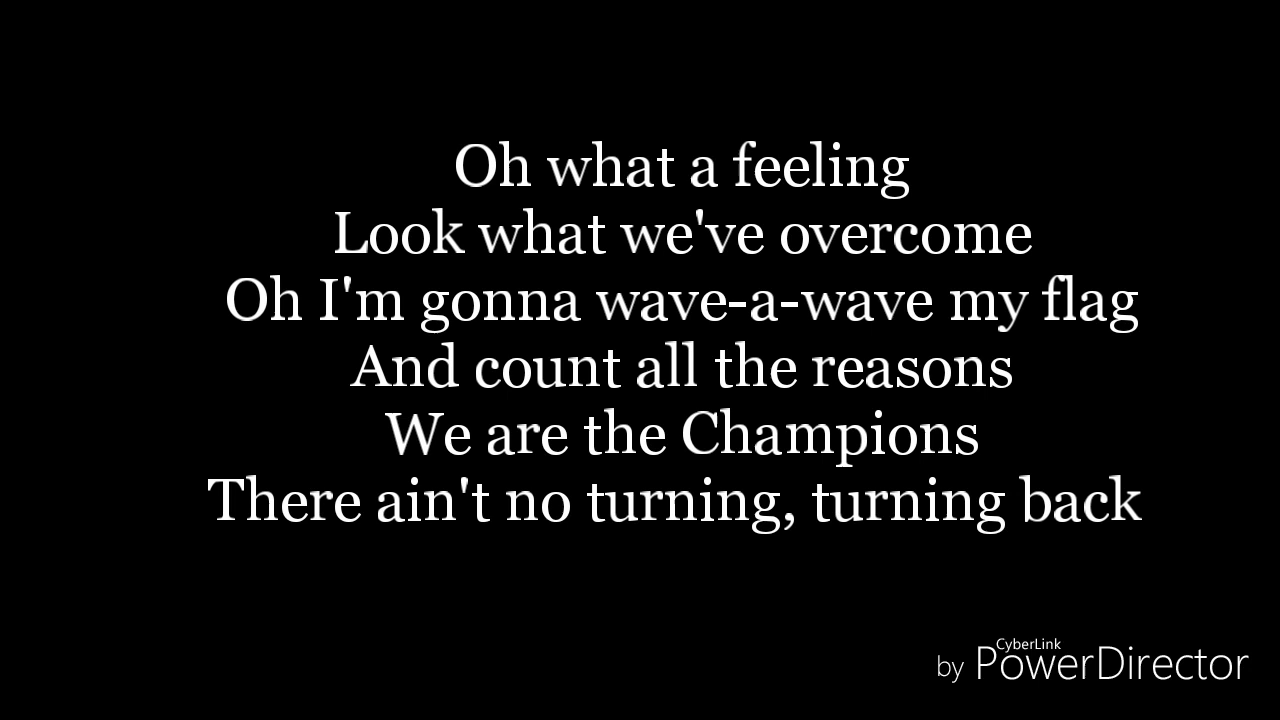 Oh what a feeling
Look what we've overcome
Oh I'm gonna wave-a-wave my flag
And count all the reasons
We are the Champions
There ain't no turning, turning back
CyberLink
by PowerDirector